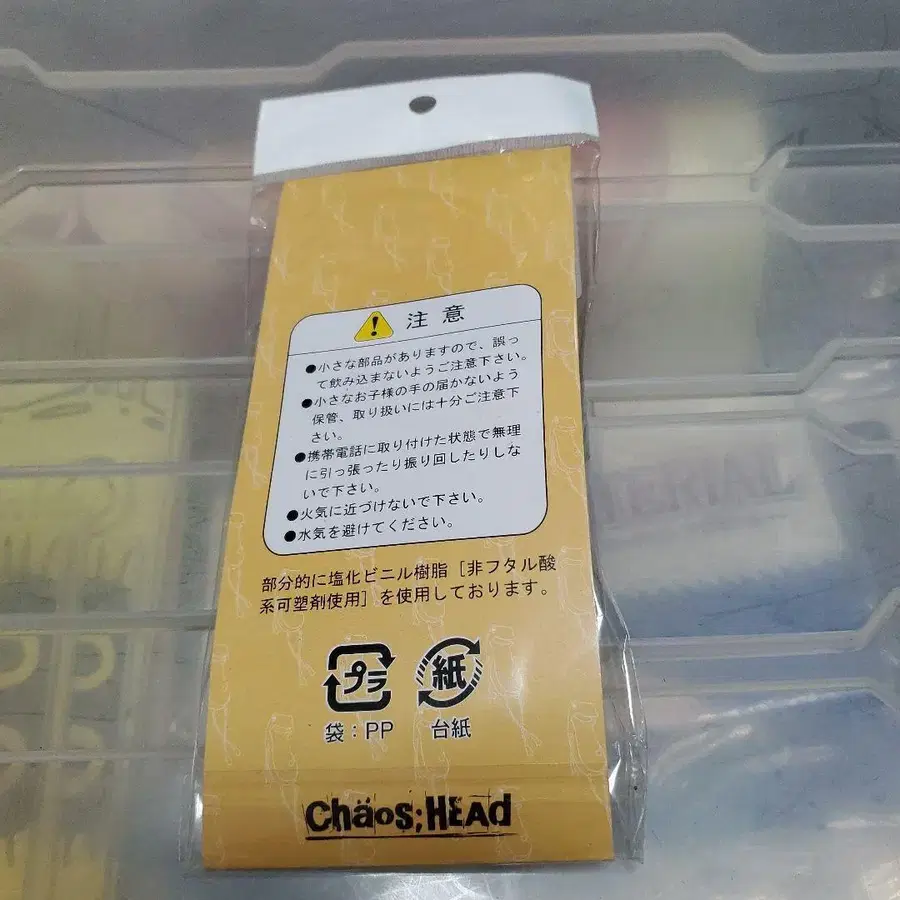 注意
●小さな部品がありますので、誤っ
て飲み込まないようご注意下さい。
●小さなお子様の手の届かないよう
保管、取り扱いには十分ご注意下
さい。
●携帯電話に取り付けた状態で無理
に引っ張ったり振り回したりしな
いで下さい。
●火気に近づけないで下さい。
●水気を避けてください。
部分的に塩化ビニル樹脂［非フタル酸
系可塑剤使用］を使用しております。
プラ 紙
袋：PP 台紙
Chäos;HEAd